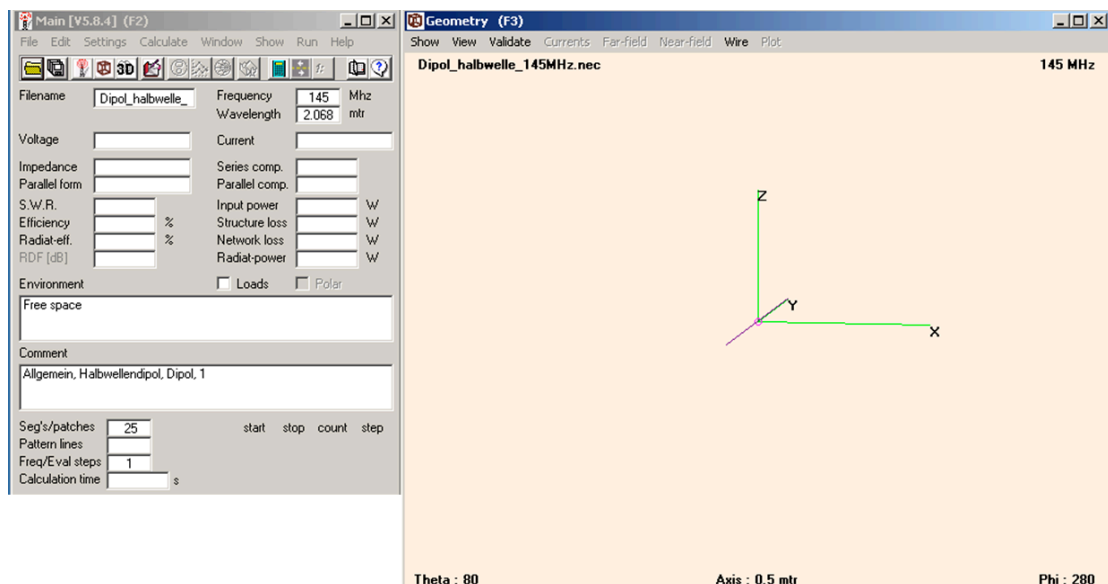 Main [V5.8.4] (F2)
File Edit Settings Calculate Window Show Run Help
3D
Filename Dipol_halbwelle_ Frequency 145 Mhz
Wavelength 2.068 mtr
Voltage Current
Impedance Series comp.
Parallel form Parallel comp.
S.W.R. Input power W
Efficiency % Structure loss W
Radiat-eff. % Network loss W
RDF [dB] Radiat-power W
Environment Loads Polar
Free space
Comment
Allgemein, Halbwellendipol, Dipol, 1
Seg's/patches 25 start stop count step
Pattern lines
Freq/Eval steps 1
Calculation time s
Geometry (F3)
Show View Validate Currents Far-field Near-field Wire Plot
Dipol_halbwelle_145MHz.nec 145 MHz
Z
Y
X
Theta : 80 Axis : 0.5 mtr Phi : 280